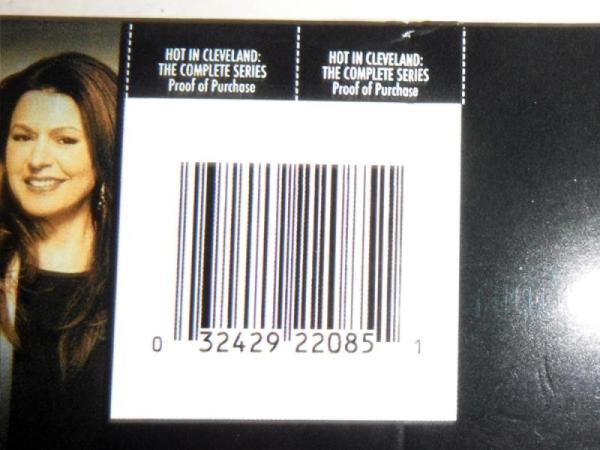 HOT IN CLEVELAND:
THE COMPLETE SERIES
Proof of Purchase
HOT IN CLEVELAND:
THE COMPLETE SERIES
Proof of Purchase
0 32429 22085 1